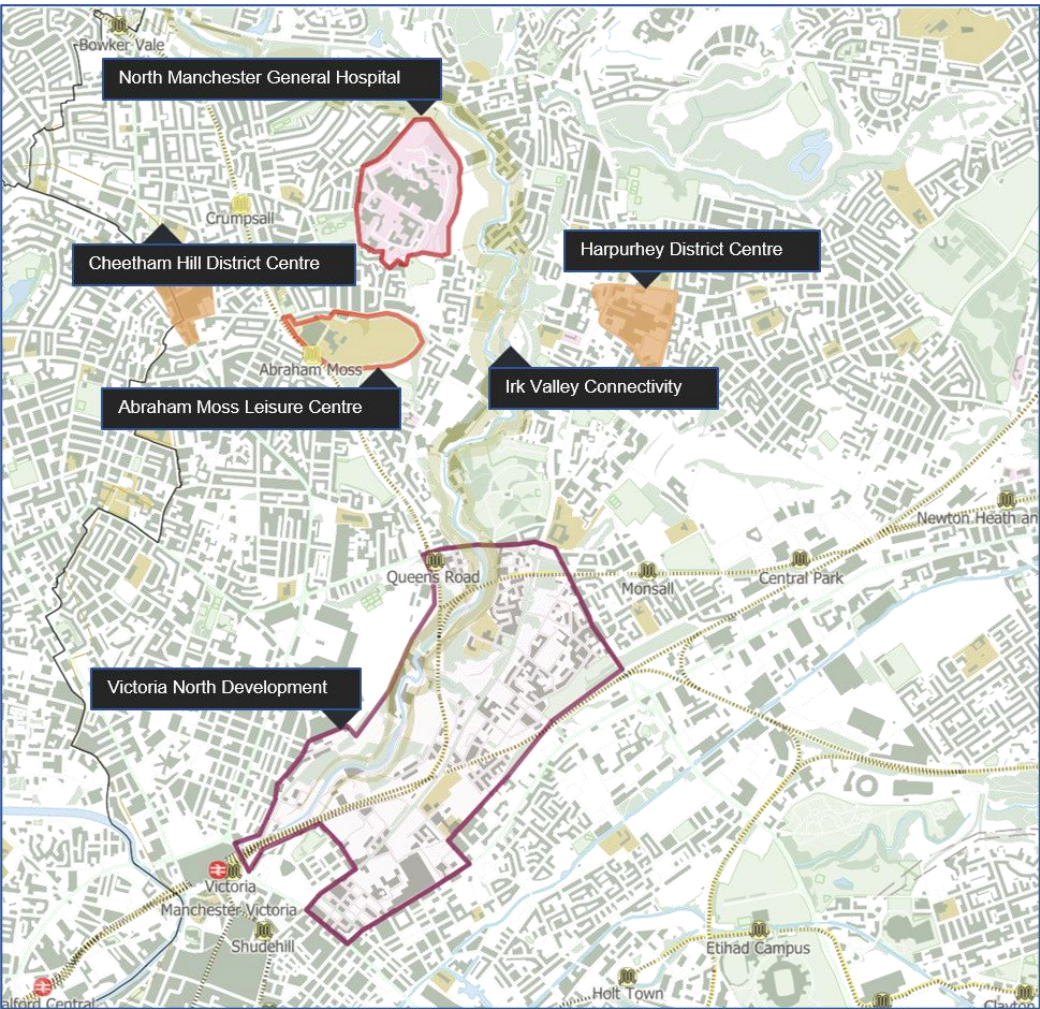 Bowker Vale
North Manchester General Hospital
Crumpsall
Cheetham Hill District Centre
Harpurhey District Centre
Abraham Moss
Irk Valley Connectivity
Abraham Moss Leisure Centre
Newton Heath an
Queens Road
Monsall
Central Park
Victoria North Development
Victoria
Manchester Victoria
Shudehill
Etihad Campus
Holt Town
alford Central
Clayton